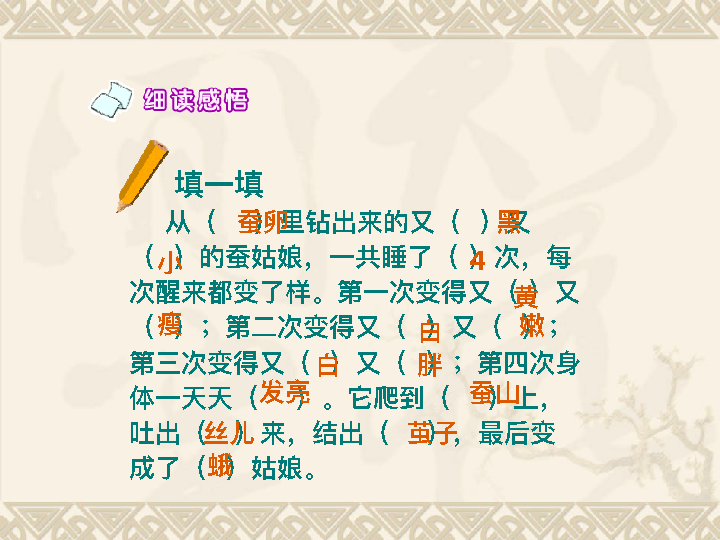 细读感悟
填一填
从（蚕卵）里钻出来的又（黑）又
（小）的蚕姑娘，一共睡了（4）次，每
次醒来都变了样。第一次变得又（黄）又
（瘦）；第二次变得又（白）又（嫩）；
第三次变得又（白）又（胖）；第四次身
体一天天（发亮）。它爬到（蚕山）上，
吐出（丝儿）来，结出（茧子），最后变
成了（蛾）姑娘。